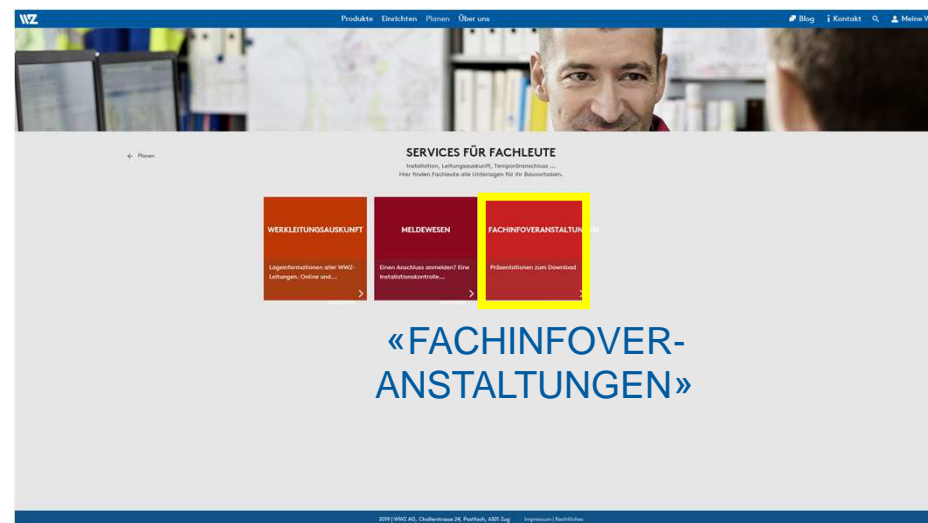 WWZ
Produkte Einrichten Planen Über uns
Blog Kontakt Meine W
← Planen
SERVICES FÜR FACHLEUTE
Installation, Leitungsauskunft, Temporäranschluss ...
Hier finden Fachleute alle Unterlagen für ihr Bauvorhaben.
WERKLEITUNGSAUSKUNFT
Lageinformationen aller WWZ-
Leitungen. Online und...
MELDEWESEN
Einen Anschluss anmelden? Eine
Installationskontrolle...
FACHINFOVERANSTALTUNGEN
Präsentationen zum Download
«FACHINFOVER-
ANSTALTUNGEN»
2019 | WWZ AG, Chollerstrasse 24, Postfach, 6301 Zug Impressum | Rechtliches